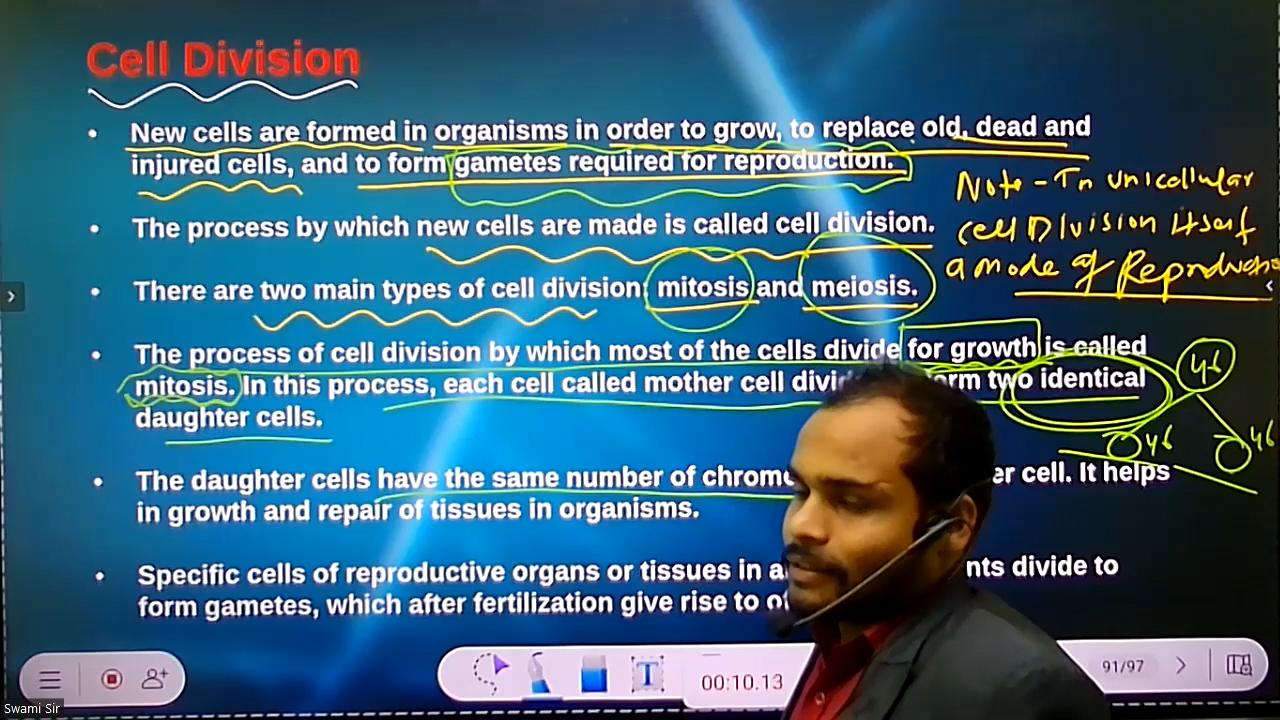 Cell Division
• New cells are formed in organisms in order to grow, to replace old, dead and
injured cells, and to form gametes required for reproduction.
Note - In unicellular
cell Division itself
a mode of Reproduction
• The process by which new cells are made is called cell division.
• There are two main types of cell division: mitosis and meiosis.
• The process of cell division by which most of the cells divide for growth is called
mitosis. In this process, each cell called mother cell orm two identical
daughter cells.
46
46 46
• The daughter cells have the same number of er cell. It helps
in growth and repair of tissues in organisms.
• Specific cells of reproductive organs or tissues in nts divide to
form gametes, which after fertilization give rise to
00:10.13
91/97
T
Swami Sir